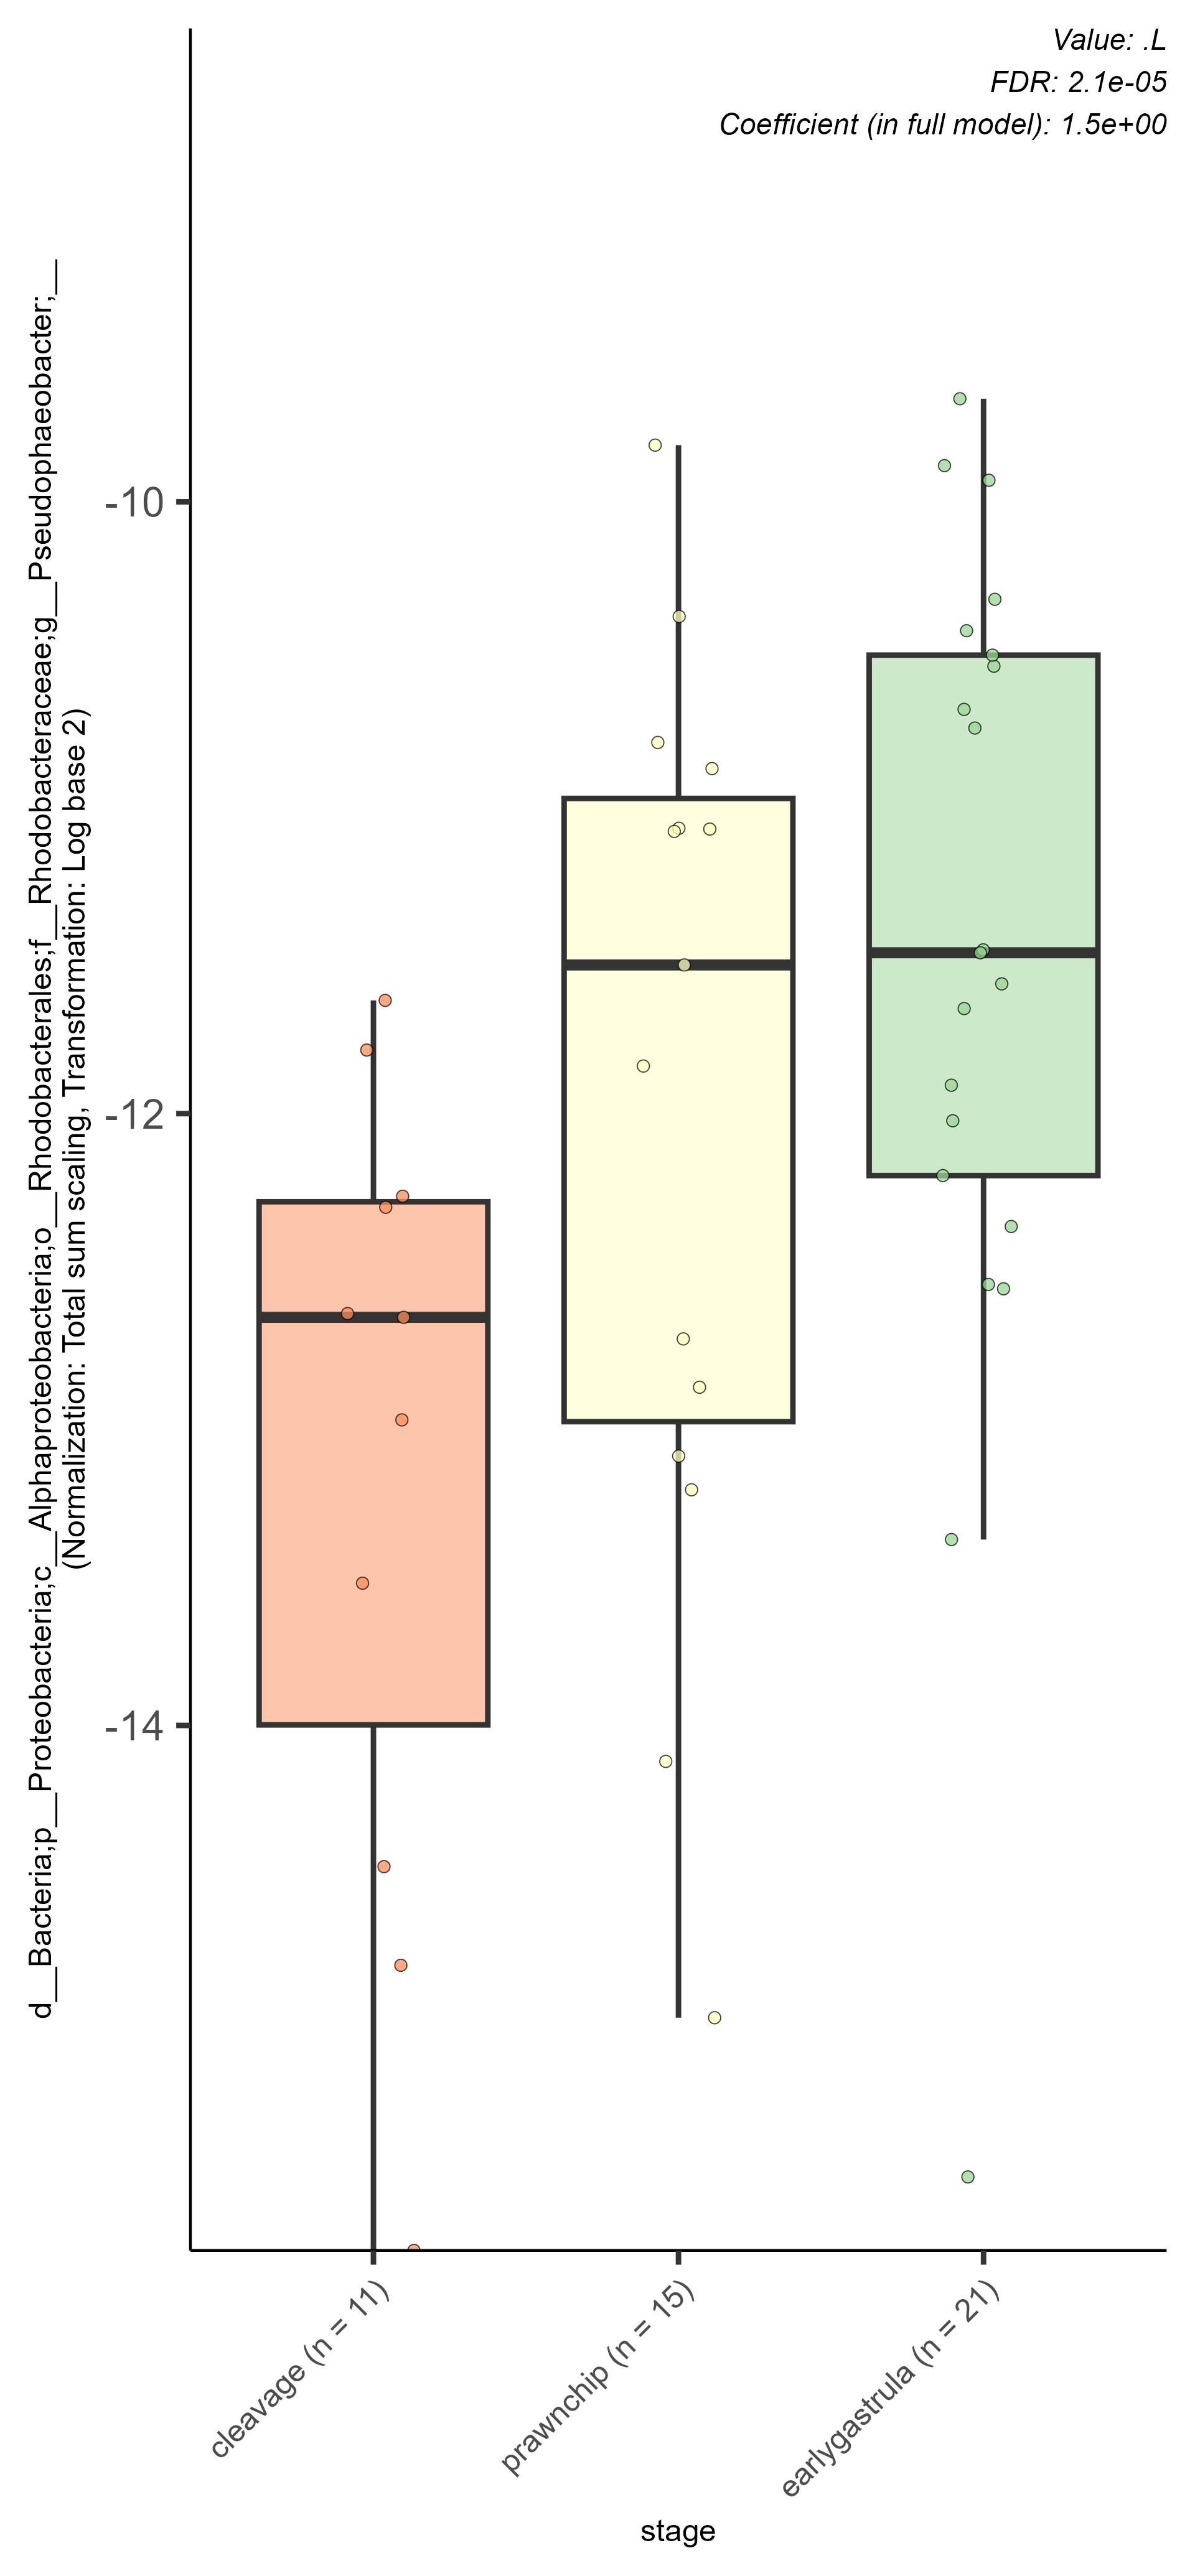 Value: .L
FDR: 2.1e-05
Coefficient (in full model): 1.5e+00
d__Bacteria;p__Proteobacteria;c__Alphaproteobacteria;o__Rhodobacterales;f__Rhodobacteraceae;g__Pseudophaeobacter;__
(Normalization: Total sum scaling, Transformation: Log base 2)
-10
-12
-14
cleavage (n = 11)
prawnchip (n = 15)
earlygastrula (n = 21)
stage